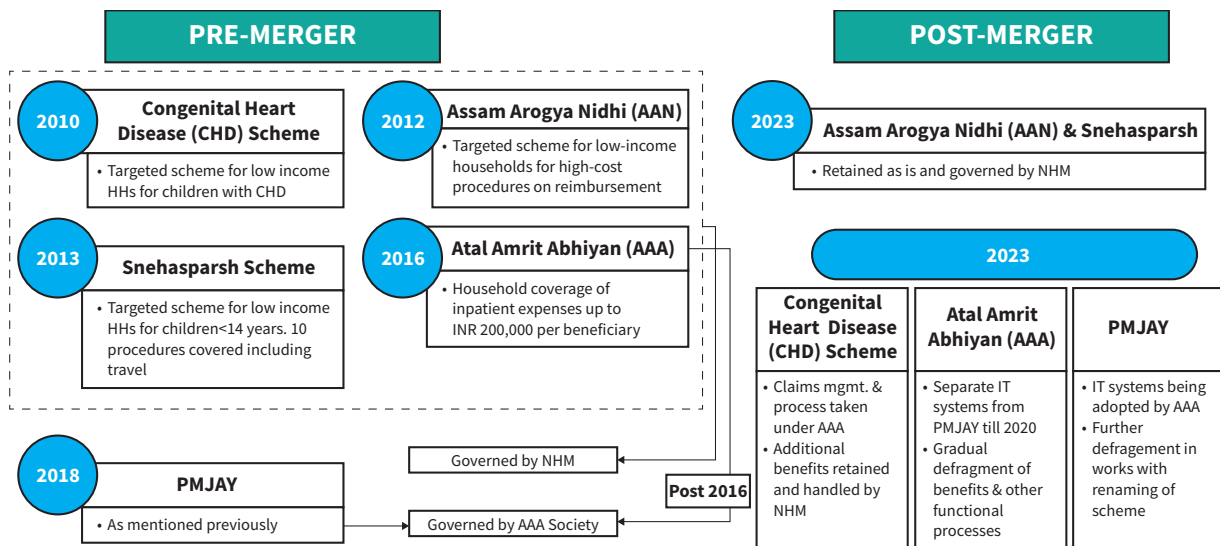 PRE-MERGER
2010
Congenital Heart
Disease (CHD) Scheme
• Targeted scheme for low income
HHs for children with CHD
2012
Assam Arogya Nidhi (AAN)
• Targeted scheme for low-income
households for high-cost
procedures on reimbursement
2013
Snehasparsh Scheme
• Targeted scheme for low income
HHs for children<14 years. 10
procedures covered including
travel
2016
Atal Amrit Abhiyan (AAA)
• Household coverage of
inpatient expenses up to
INR 200,000 per beneficiary
2018
PMJAY
• As mentioned previously
Governed by NHM
Governed by AAA Society
Post 2016
POST-MERGER
2023
Assam Arogya Nidhi (AAN) & Snehasparsh
• Retained as is and governed by NHM
2023
Congenital
Heart Disease
(CHD) Scheme
• Claims mgmt. &
process taken
under AAA
• Additional
benefits retained
and handled by
NHM
Atal Amrit
Abhiyan (AAA)
• Separate IT
systems from
PMJAY till 2020
• Gradual
defragment of
benefits & other
functional
processes
PMJAY
• IT systems being
adopted by AAA
• Further
defragement in
works with
renaming of
scheme